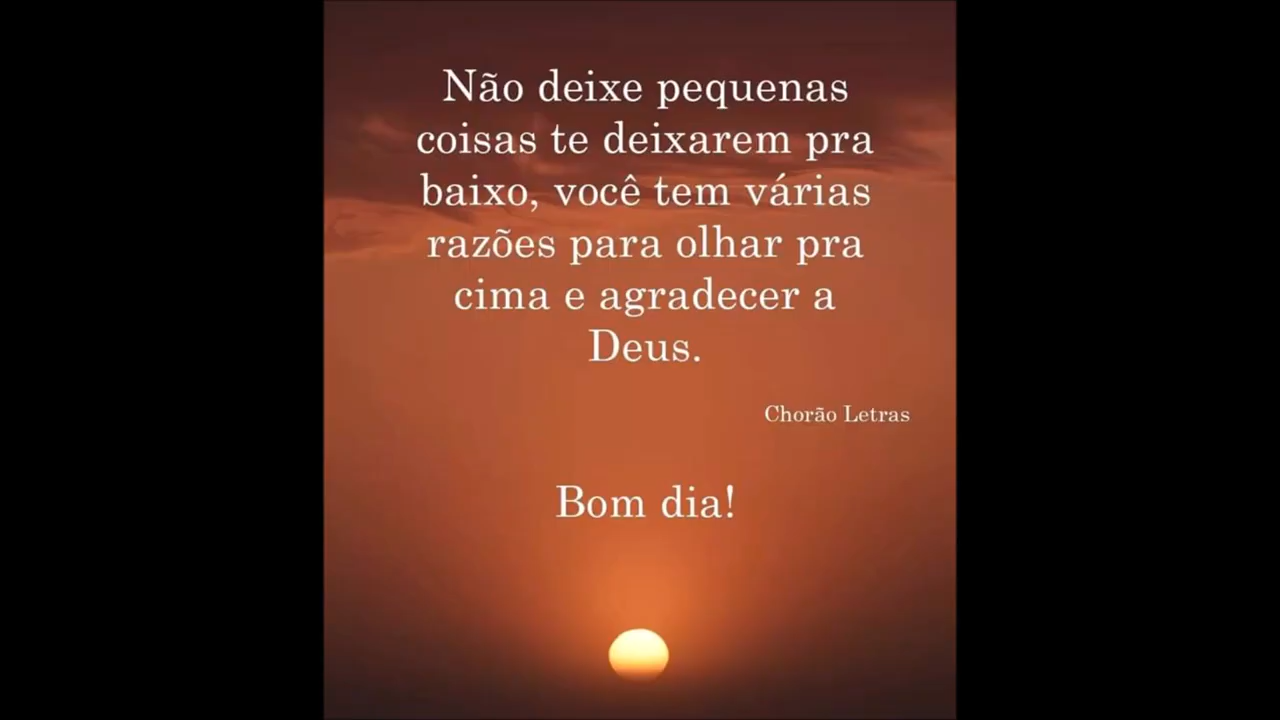 Não deixe pequenas
coisas te deixarem pra
baixo, você tem várias
razões para olhar pra
cima e agradecer a
Deus.
Chorão Letras
Bom dia!